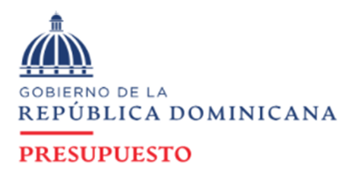 GOBIERNO DE LA
REPÚBLICA DOMINICANA
PRESUPUESTO